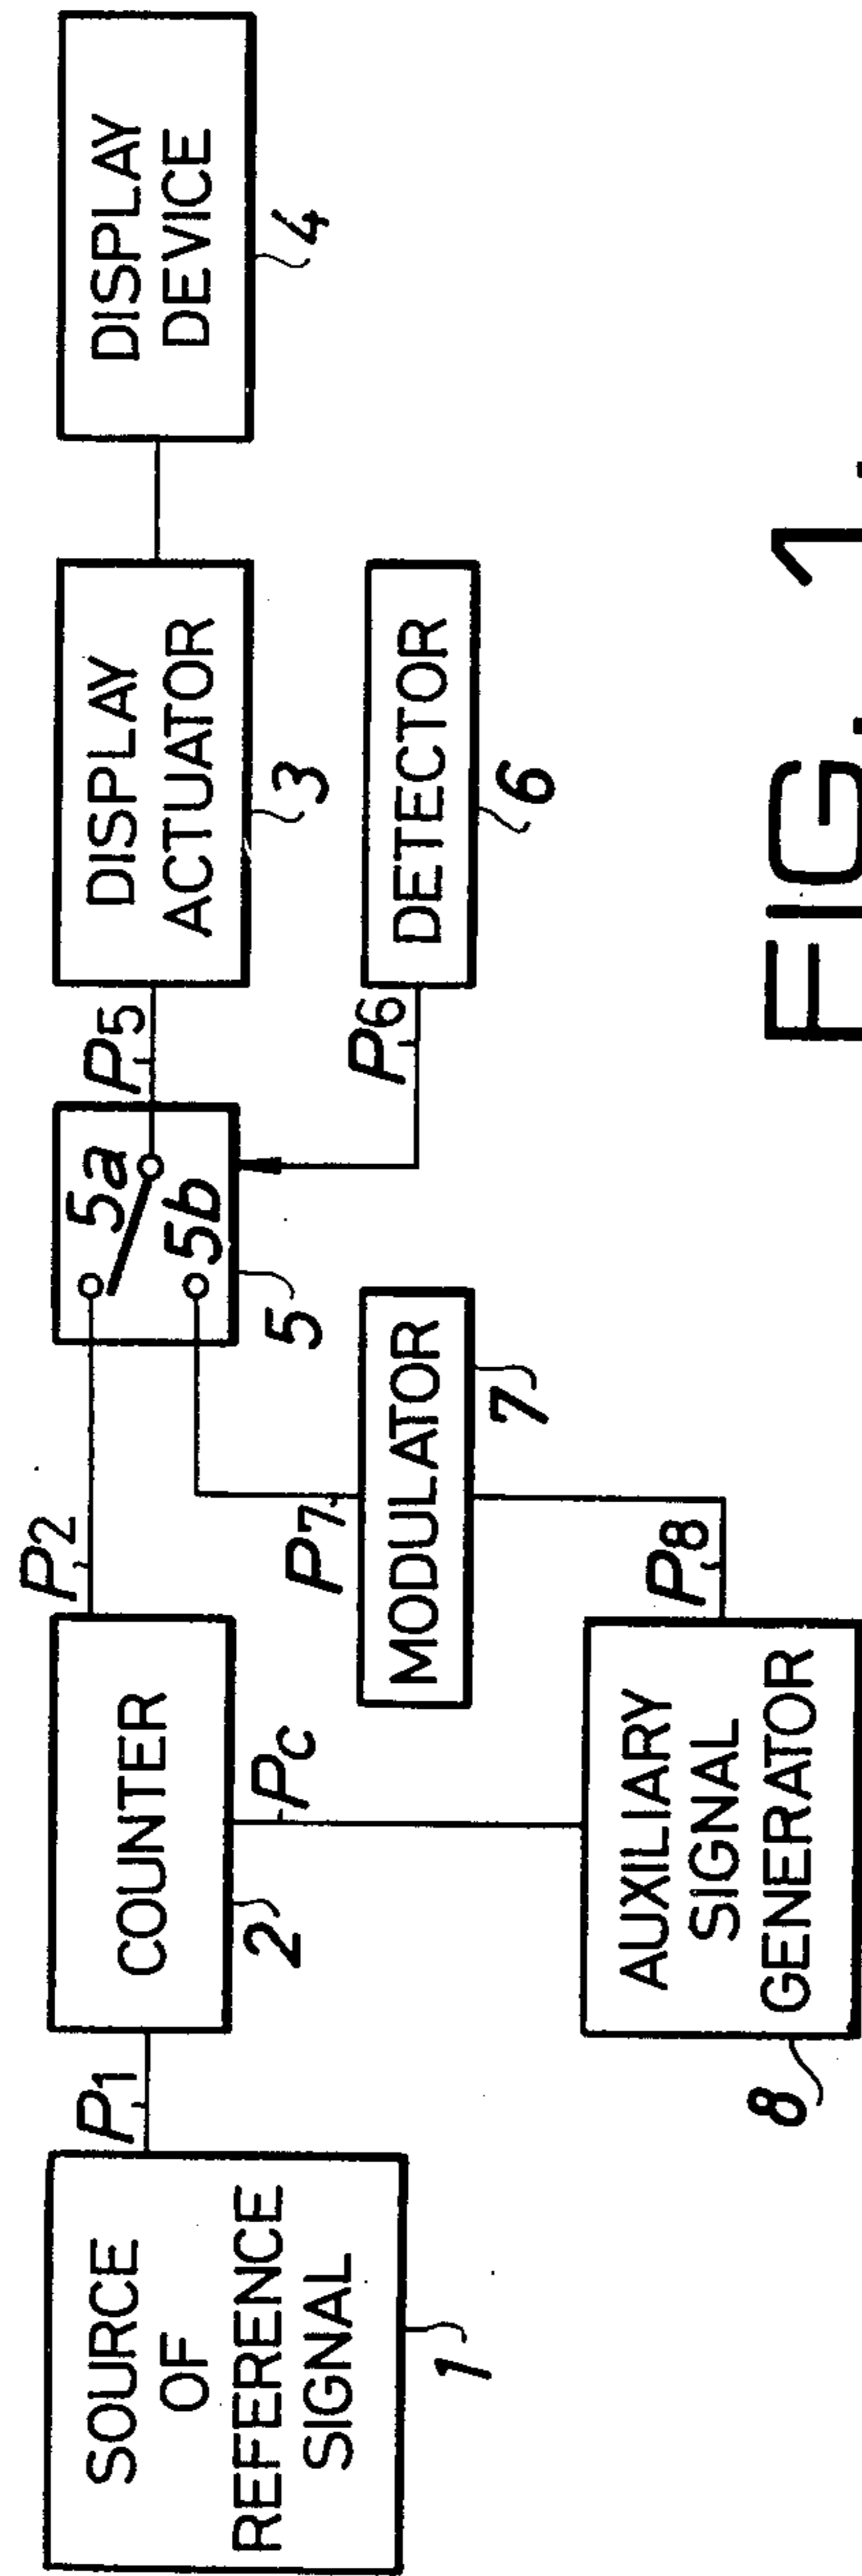 SOURCE
OF
REFERENCE
SIGNAL
1
P1
COUNTER
2
P2
Pc
AUXILIARY
SIGNAL
GENERATOR
8
P8
MODULATOR
7
P7
5a
5b
5
P5
DISPLAY
ACTUATOR
3
DETECTOR
6
P6
DISPLAY
DEVICE
4
FIG. 1.